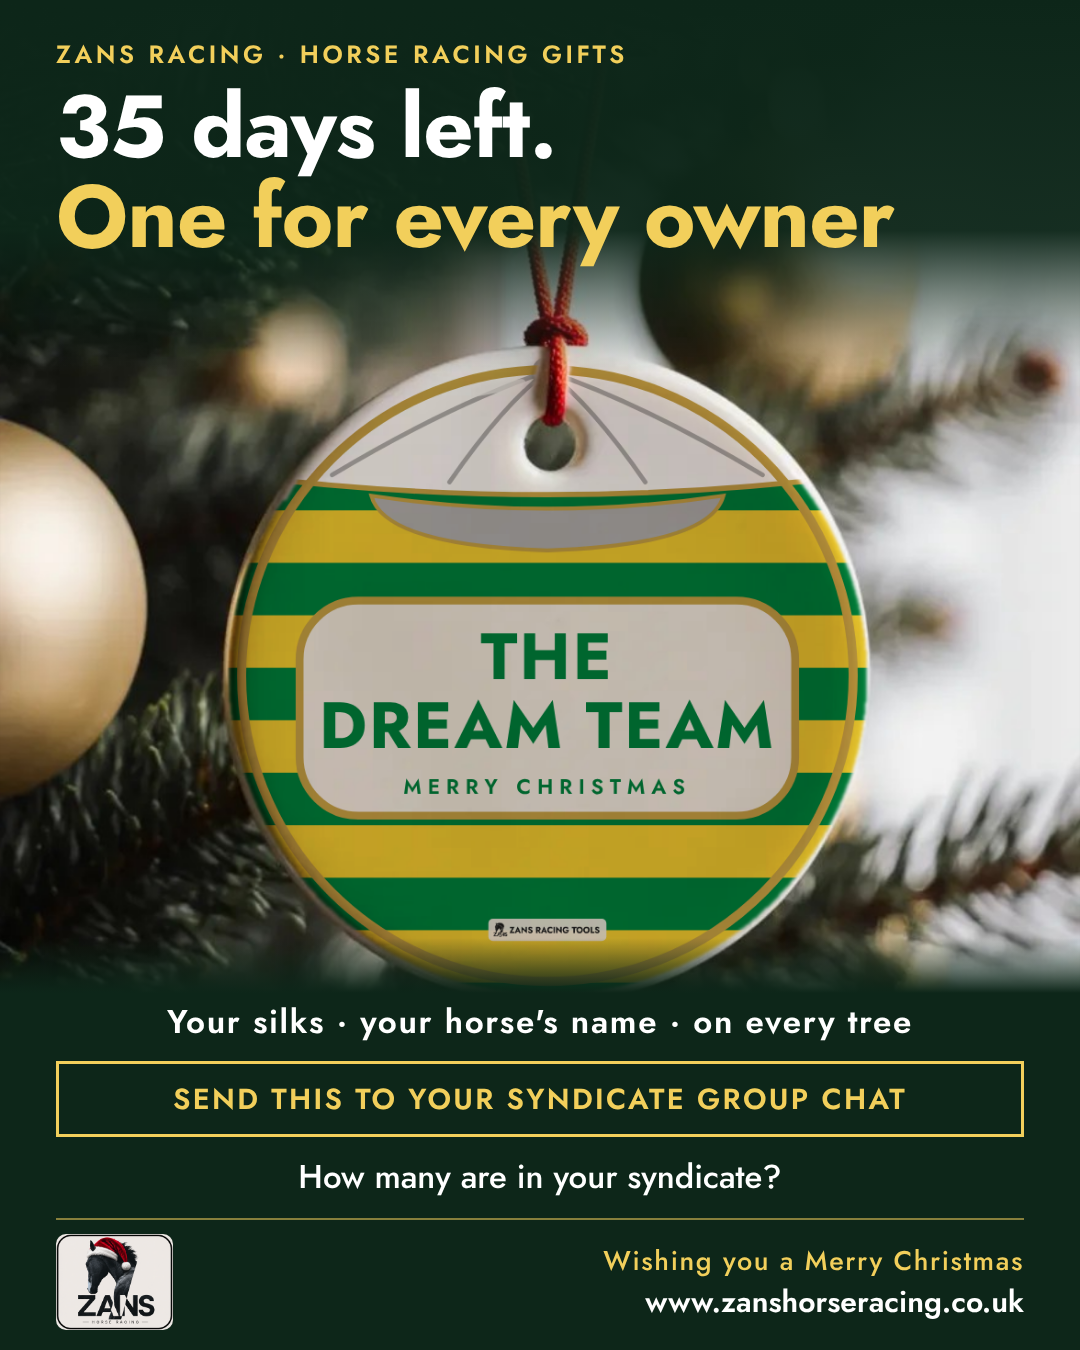 ZANS RACING · HORSE RACING GIFTS
35 days left.
One for every owner
THE
DREAM TEAM
MERRY CHRISTMAS
ZANS RACING TOOLS
Your silks · your horse's name · on every tree
SEND THIS TO YOUR SYNDICATE GROUP CHAT
How many are in your syndicate?
Wishing you a Merry Christmas
www.zanshorseracing.co.uk
ZANS
HORSE RACING